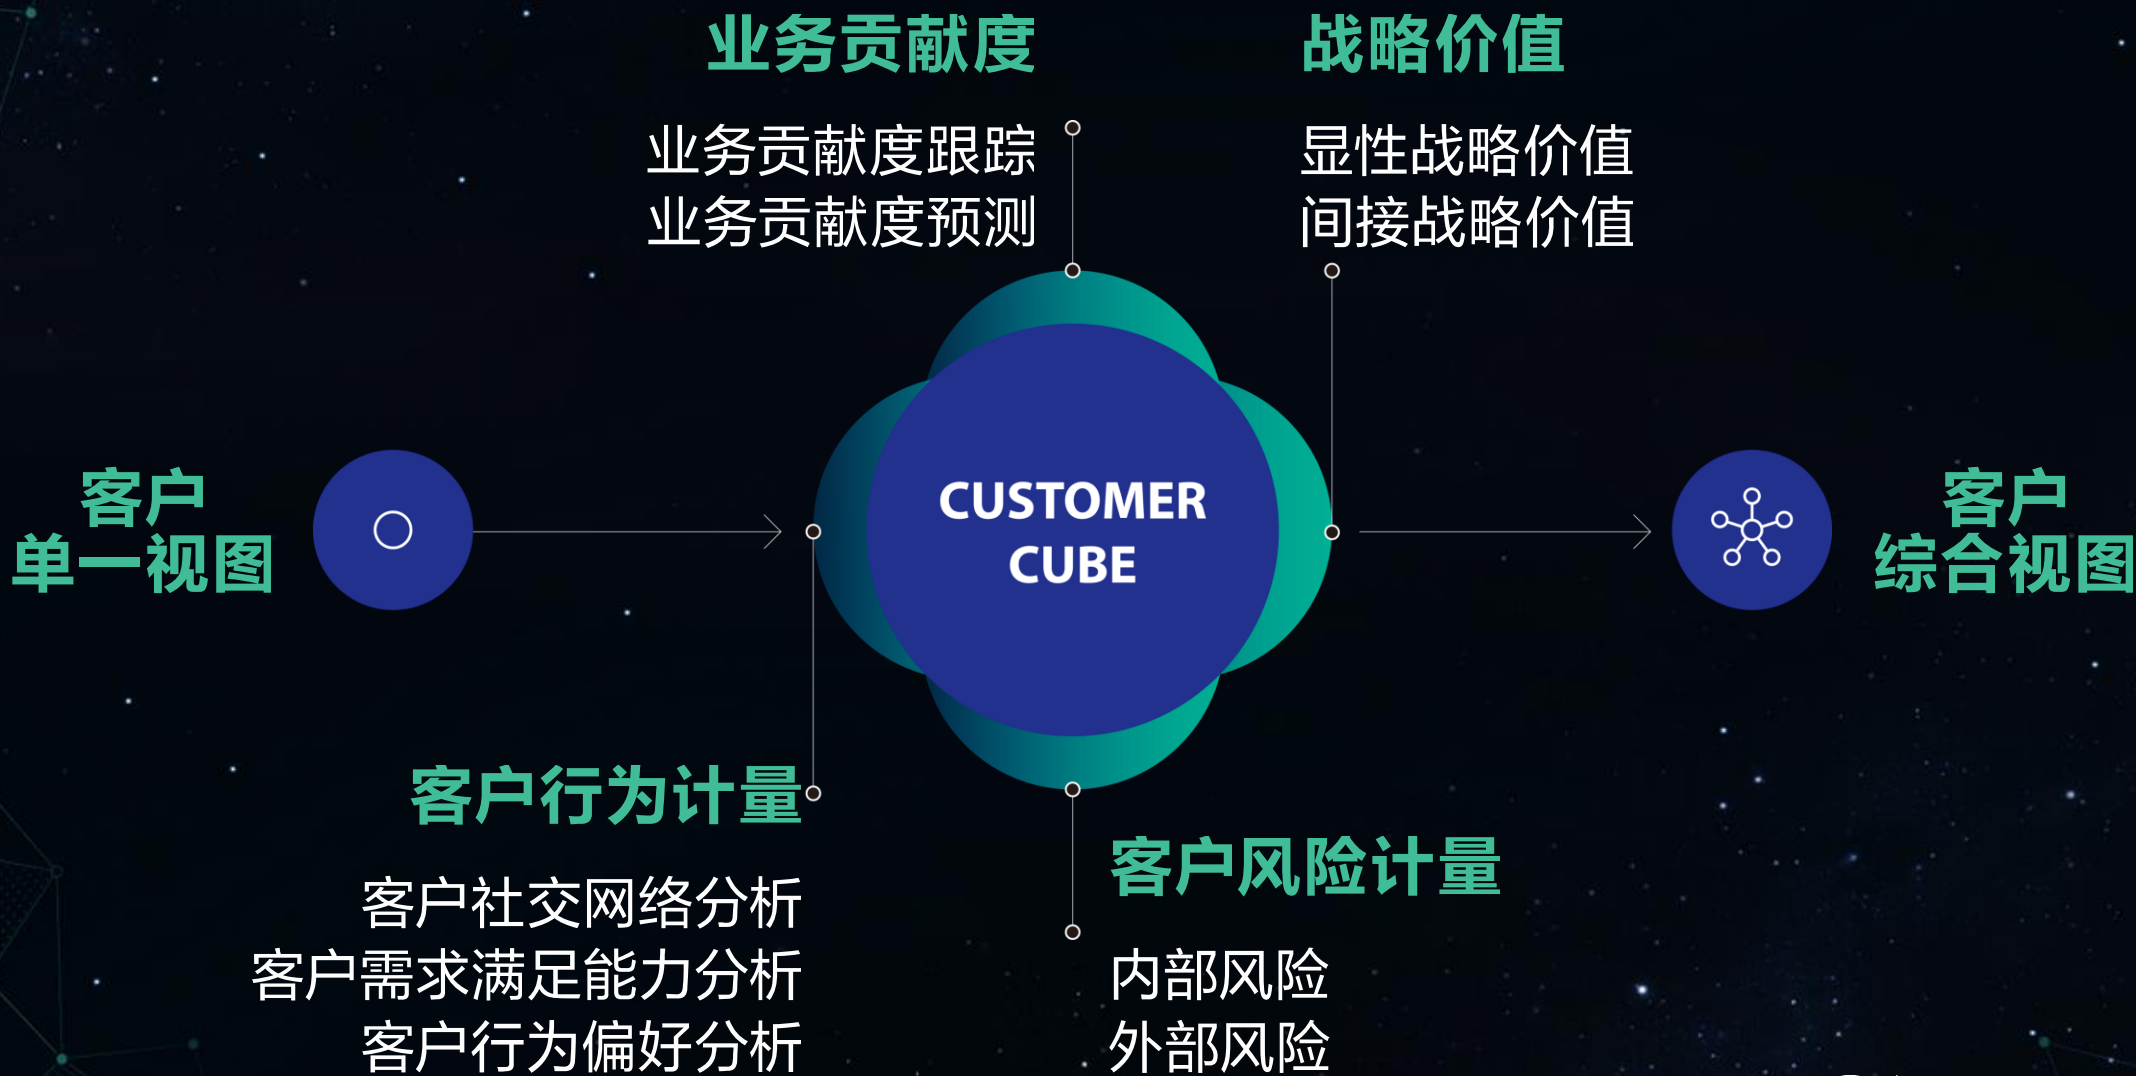 业务贡献度
业务贡献度跟踪
业务贡献度预测
战略价值
显性战略价值
间接战略价值
客户
单一视图
CUSTOMER
CUBE
客户
综合视图
客户行为计量
客户社交网络分析
客户需求满足能力分析
客户行为偏好分析
客户风险计量
内部风险
外部风险